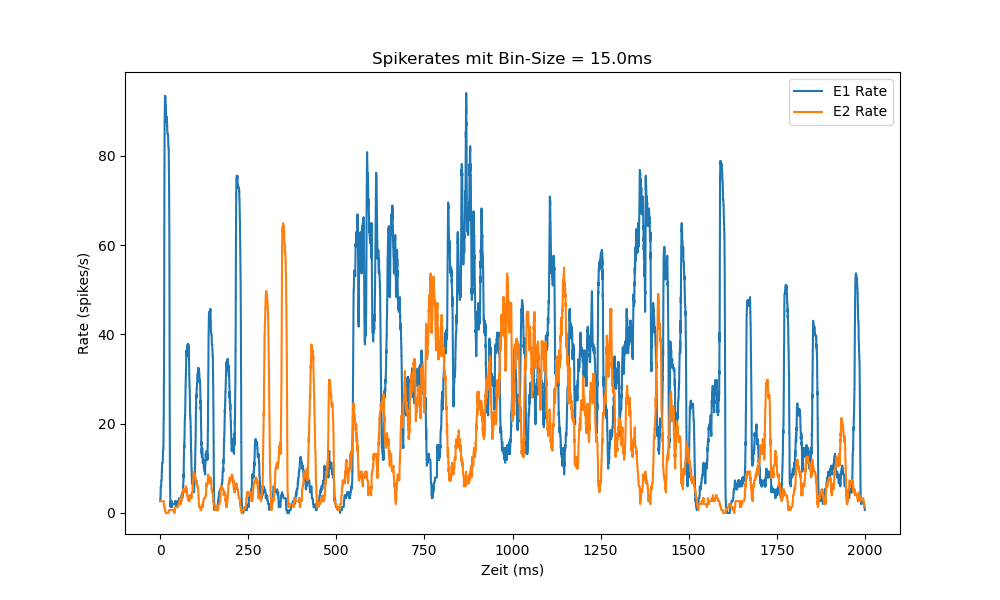 Spikerates mit Bin-Size = 15.0ms
E1 Rate
E2 Rate
Rate (spikes/s)
80
60
40
20
0
0 250 500 750 1000 1250 1500 1750 2000
Zeit (ms)